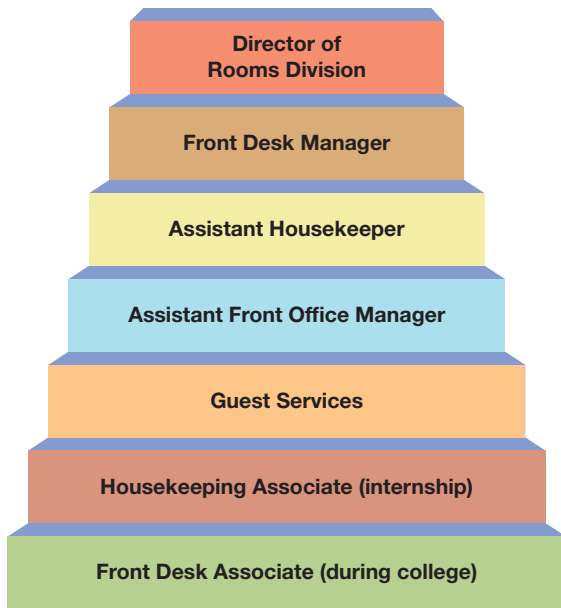 Director of
Rooms Division
Front Desk Manager
Assistant Housekeeper
Assistant Front Office Manager
Guest Services
Housekeeping Associate (internship)
Front Desk Associate (during college)